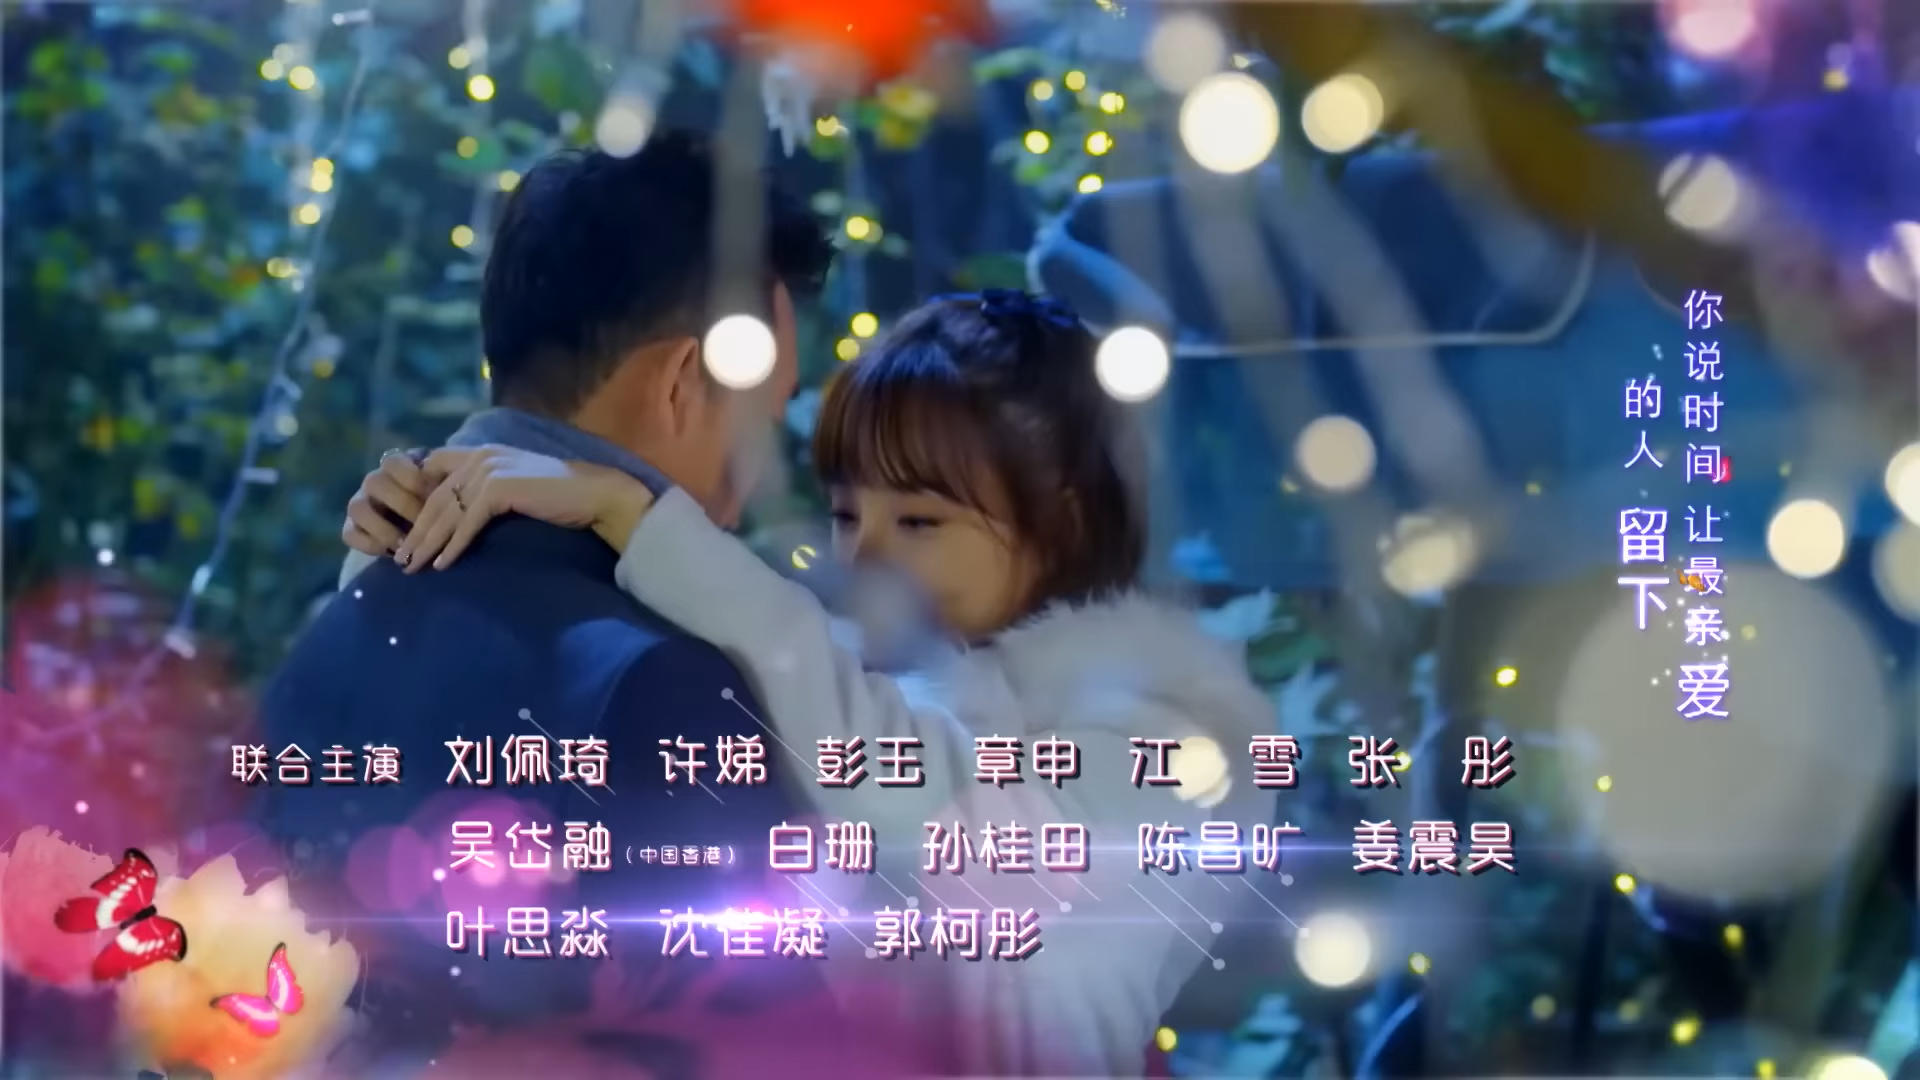 你说时间 让最亲爱
的人 留下
联合主演 刘佩琦 许娣 彭玉 章申 江雪 张彤
吴岱融（中国香港） 白珊 孙桂田 陈昌旷 姜震昊
叶思淼 沈佳凝 郭柯彤